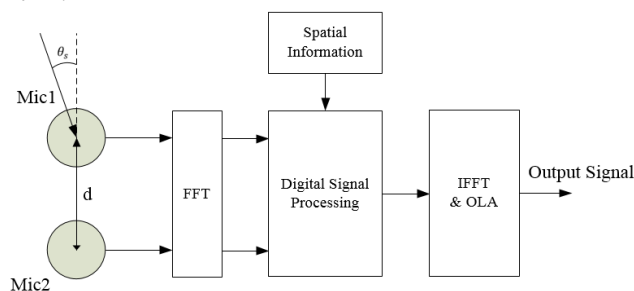 Spatial
Information
θs
Mic1
FFT
Digital Signal
Processing
IFFT
& OLA
Output Signal
d
Mic2